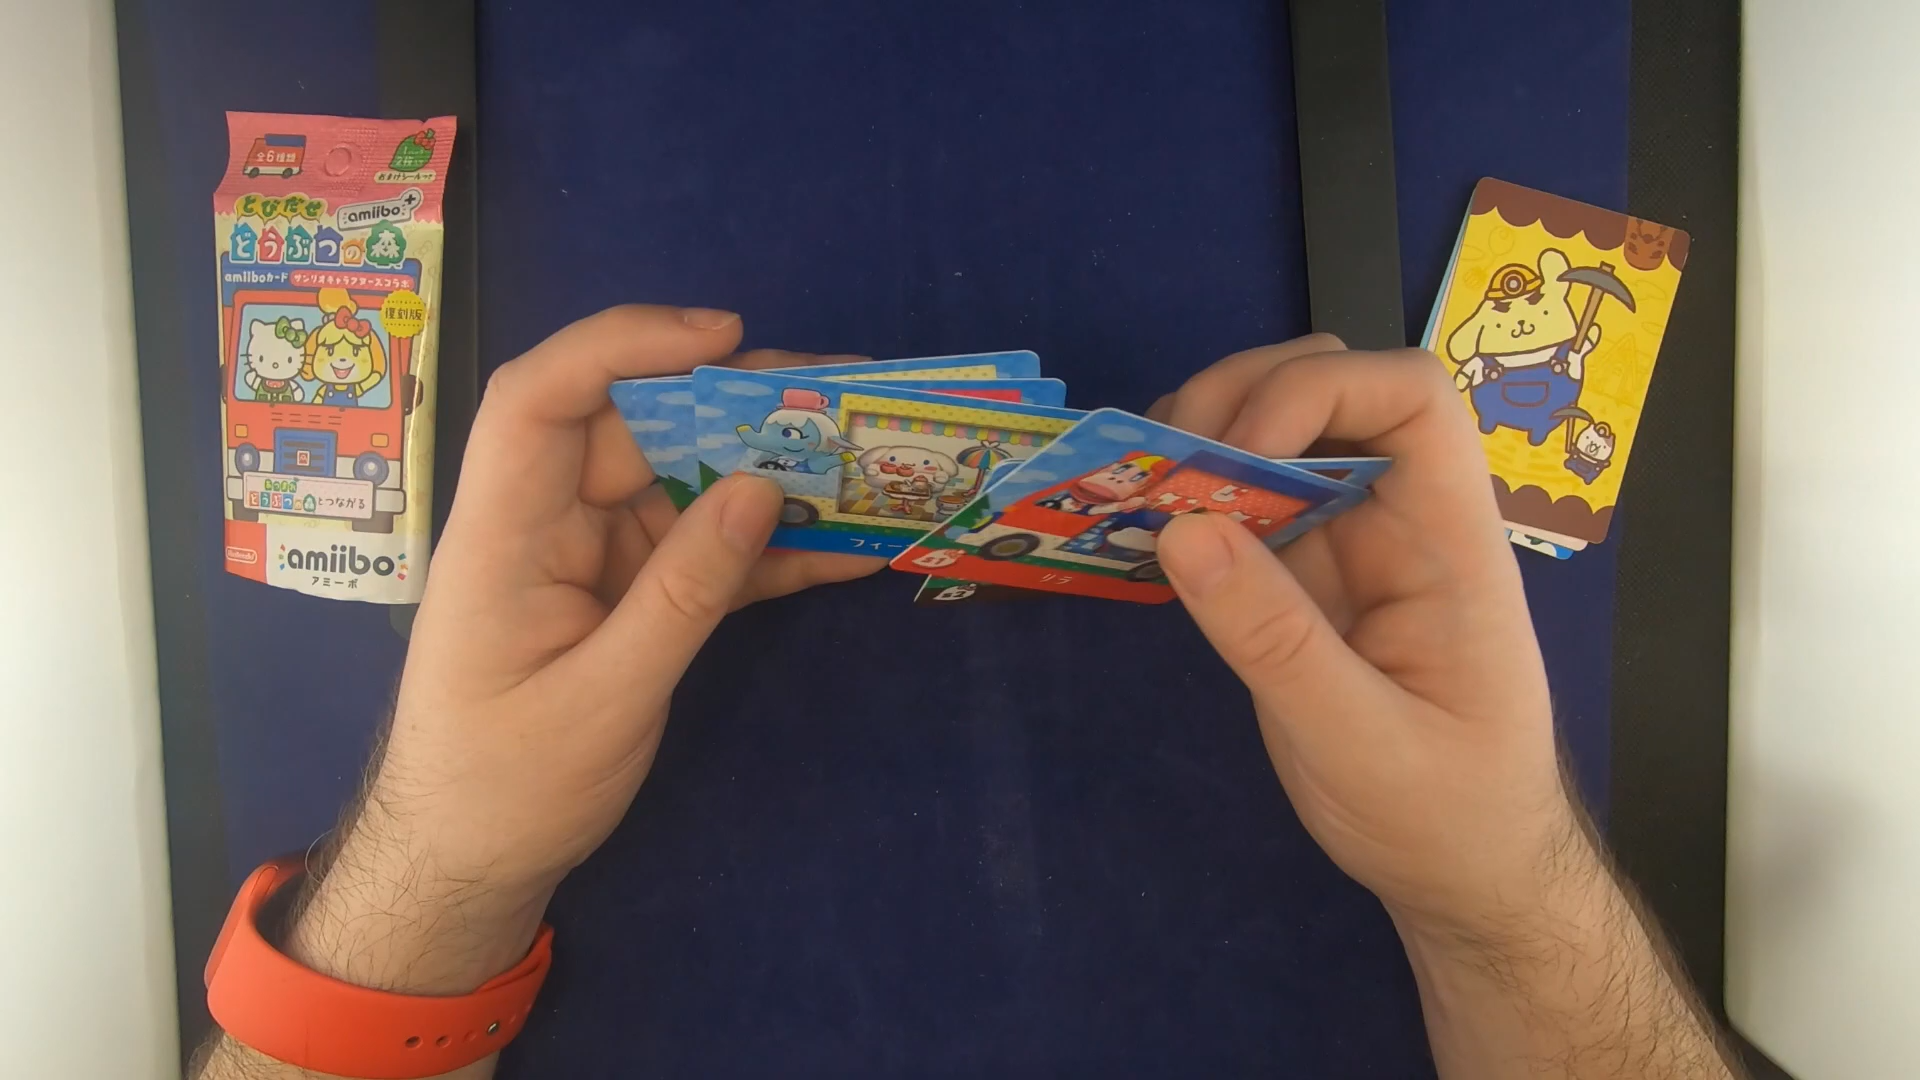 全6種類
とびだせ
amiibo+
どうぶつの森
amiiboカード
サンリオキャラクターズコラボ
復刻版
どうぶつの森とつながる
Nintendo
amiibo
アミーボ
フィー
リラ